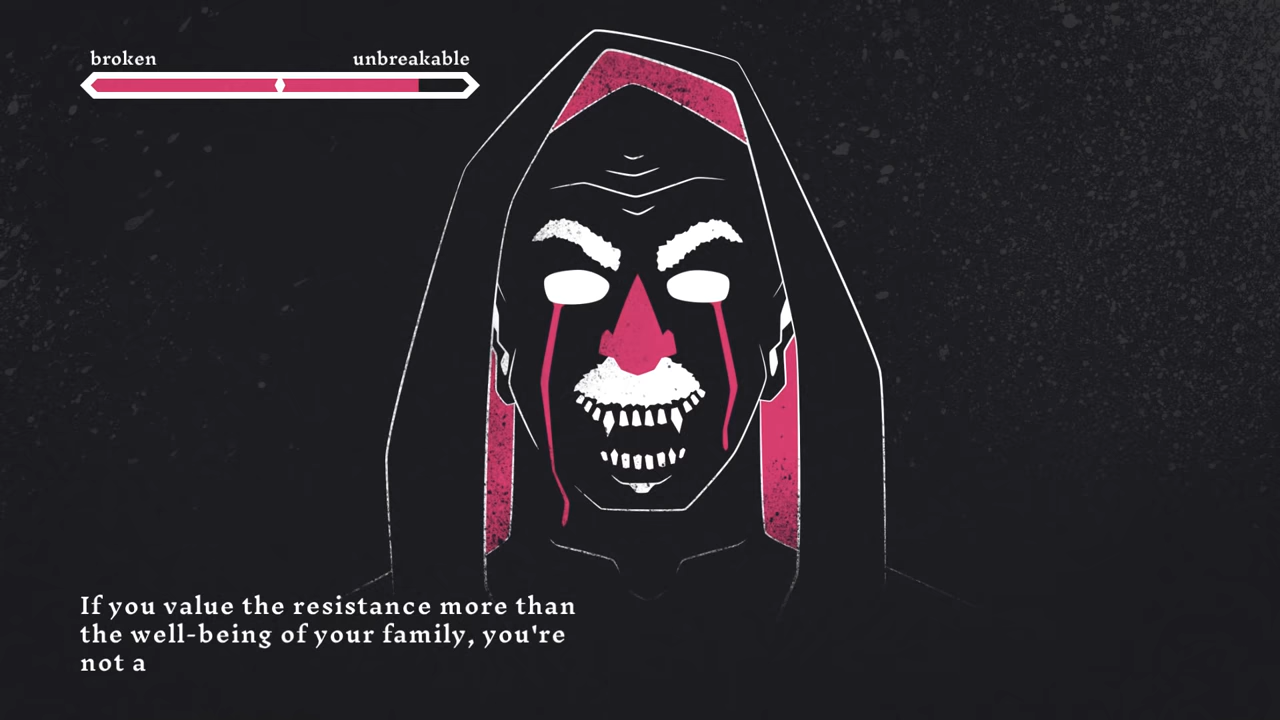 broken unbreakable
If you value the resistance more than
the well-being of your family, you're
not a